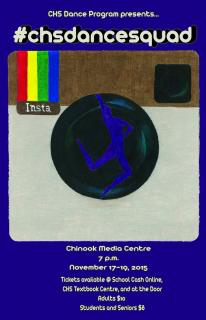 CHS Dance Program presents...
#chsdancesquad
Insta
Chinook Media Centre
7 p.m.
November 17-19, 2015
Tickets available @ School Cash Online,
CHS Textbook Centre, and at the Door
Adults $10
Students and Seniors $8